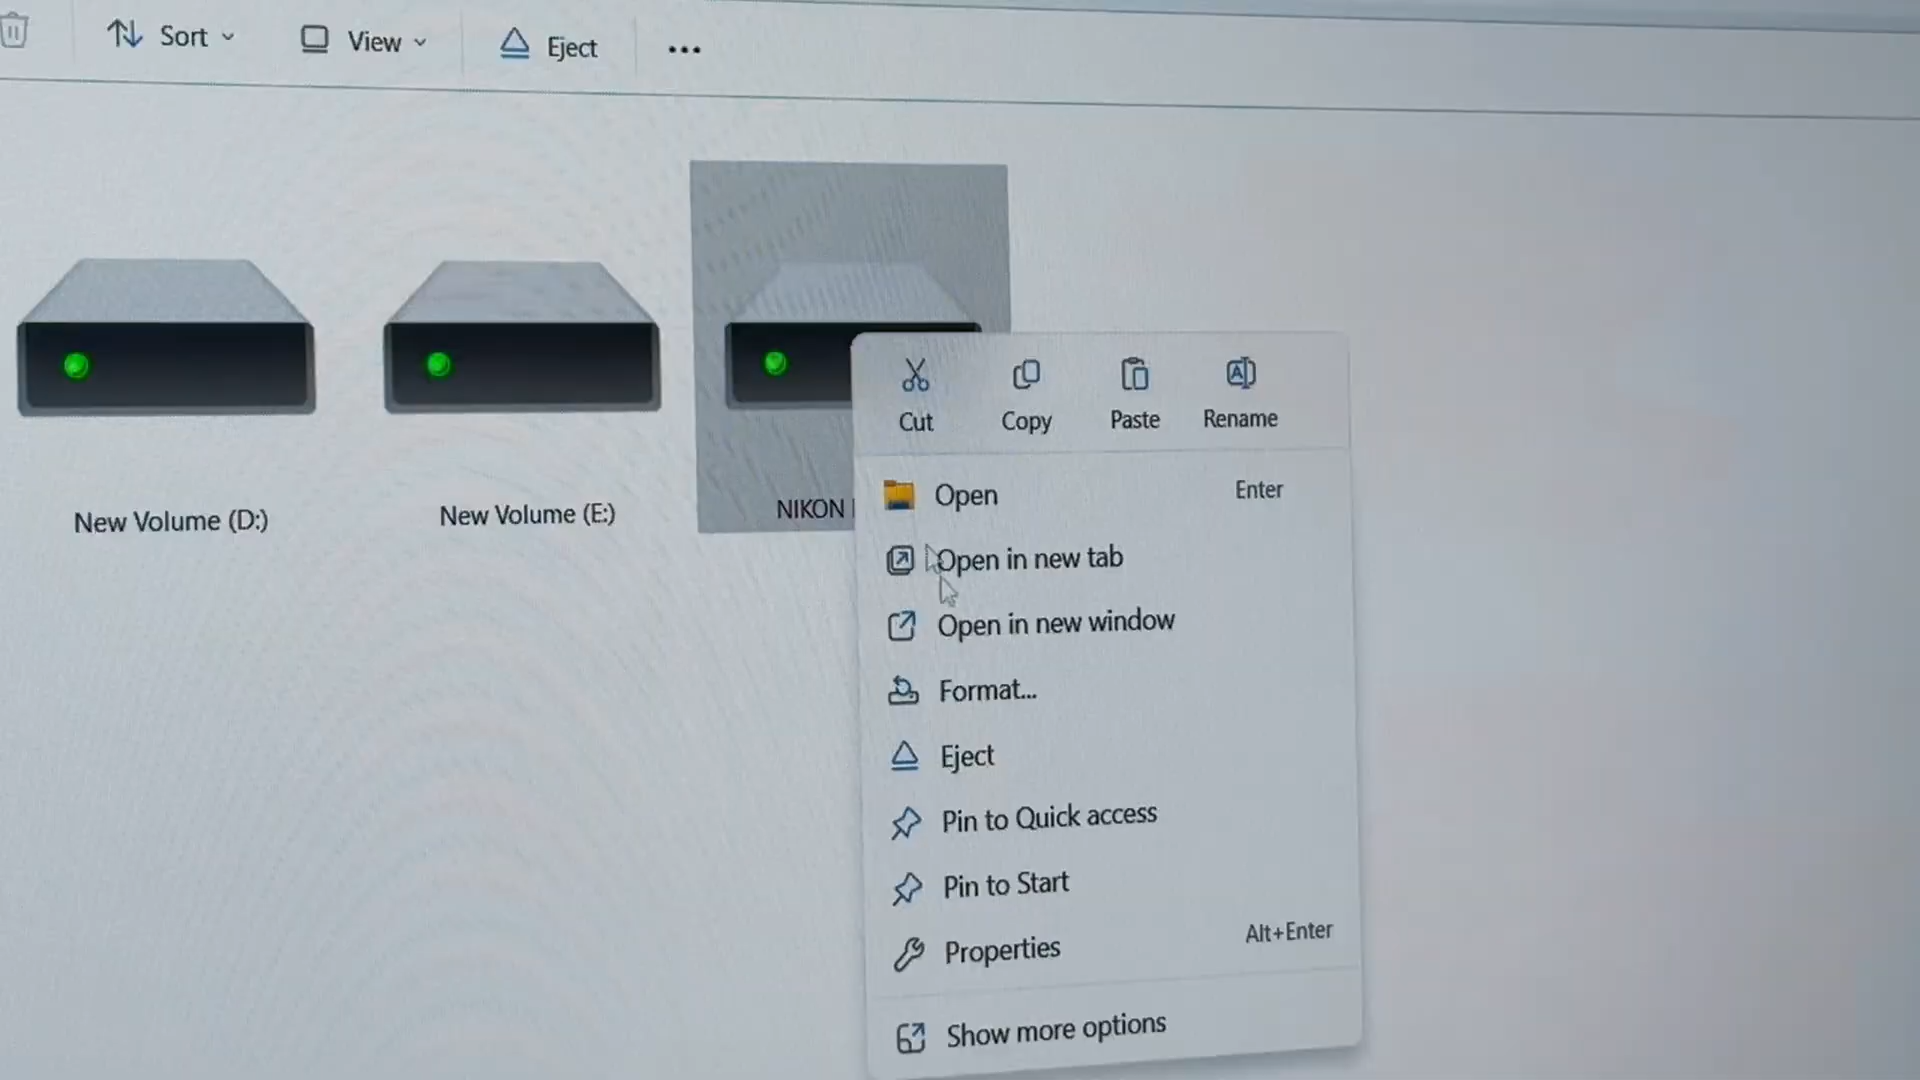 Sort
View
Eject
New Volume (D:)
New Volume (E:)
NIKON
Cut
Copy
Paste
Rename
Open
Enter
Open in new tab
Open in new window
Format...
Eject
Pin to Quick access
Pin to Start
Properties
Alt+Enter
Show more options